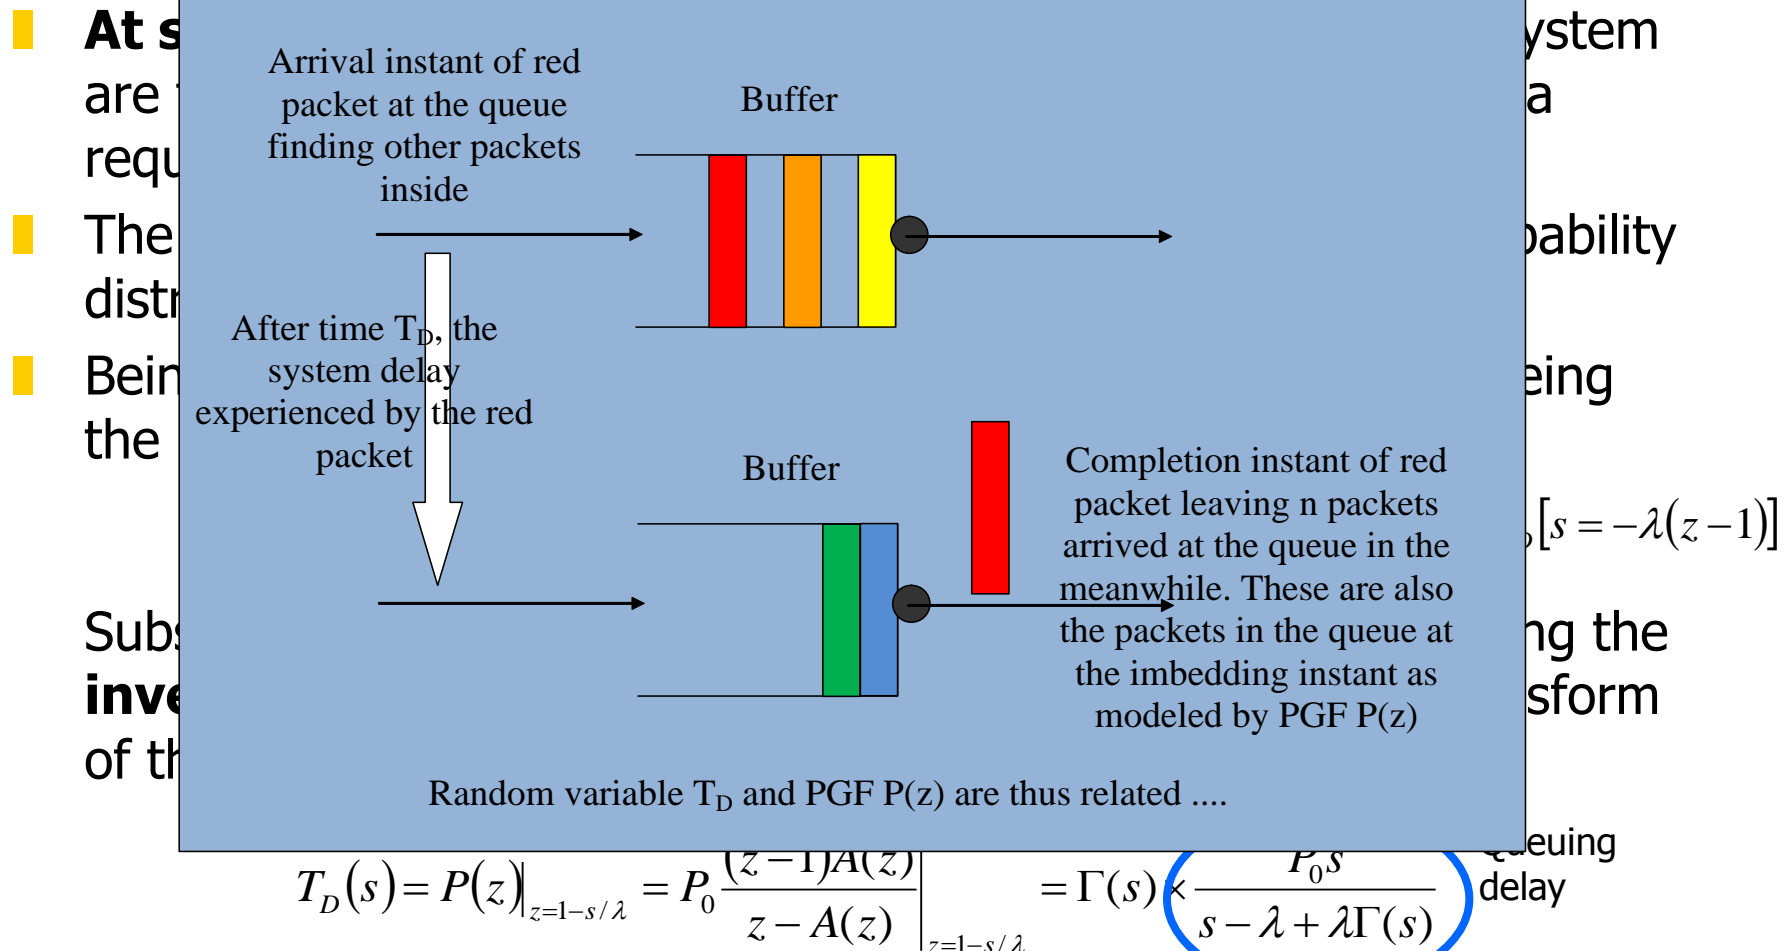 At s
ystem
are
a
requ
The
bability
distr
Bein
eing
the
[s = −λ(z −1)]
Subs
ng the
inve
sform
of th
Arrival instant of red
packet at the queue
finding other packets
inside
Buffer
After time T_D, the
system delay
experienced by the red
packet
Buffer
Completion instant of red
packet leaving n packets
arrived at the queue in the
meanwhile. These are also
the packets in the queue at
the imbedding instant as
modeled by PGF P(z)
Random variable T_D and PGF P(z) are thus related ....
T_D(s) = P(z)|_{z=1−s/λ} = P_0 (z −1)A(z) / (z − A(z)) |_{z=1−s/λ} = Γ(s) × P_0 s / (s − λ + λΓ(s))
Queuing
delay